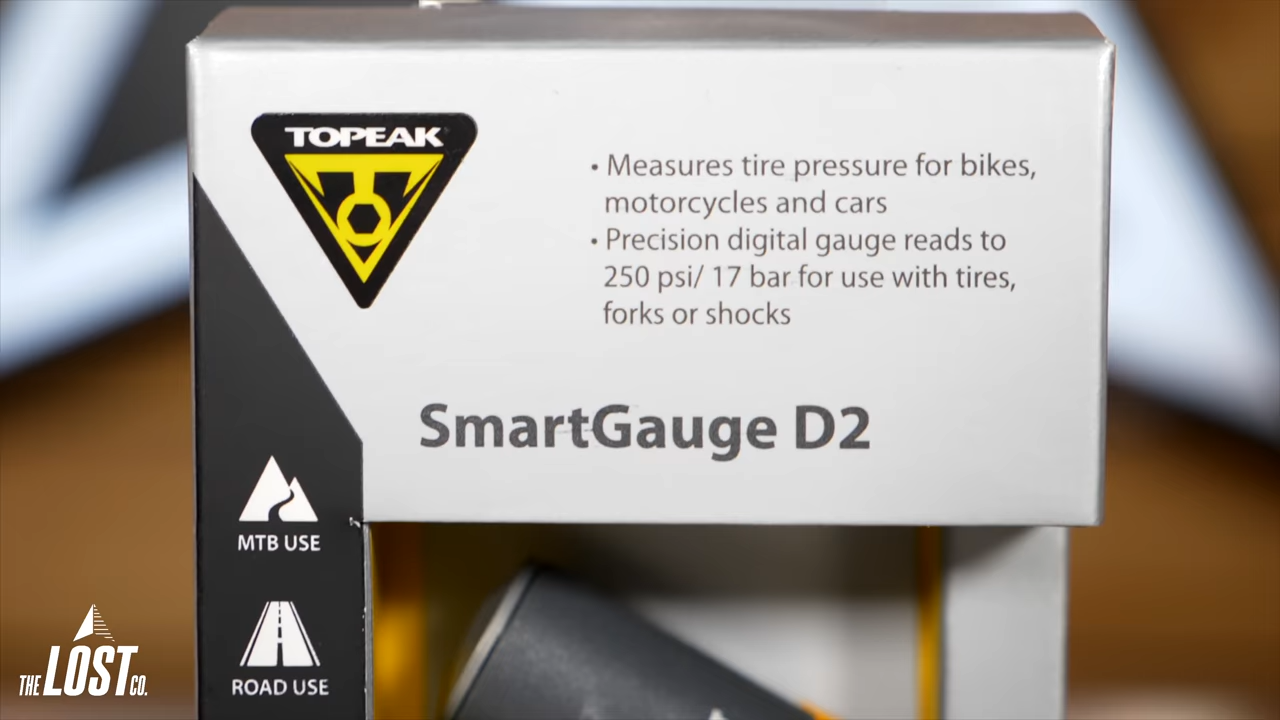 TOPEAK
• Measures tire pressure for bikes,
motorcycles and cars
• Precision digital gauge reads to
250 psi/ 17 bar for use with tires,
forks or shocks
SmartGauge D2
MTB USE
ROAD USE
THE LOST CO.